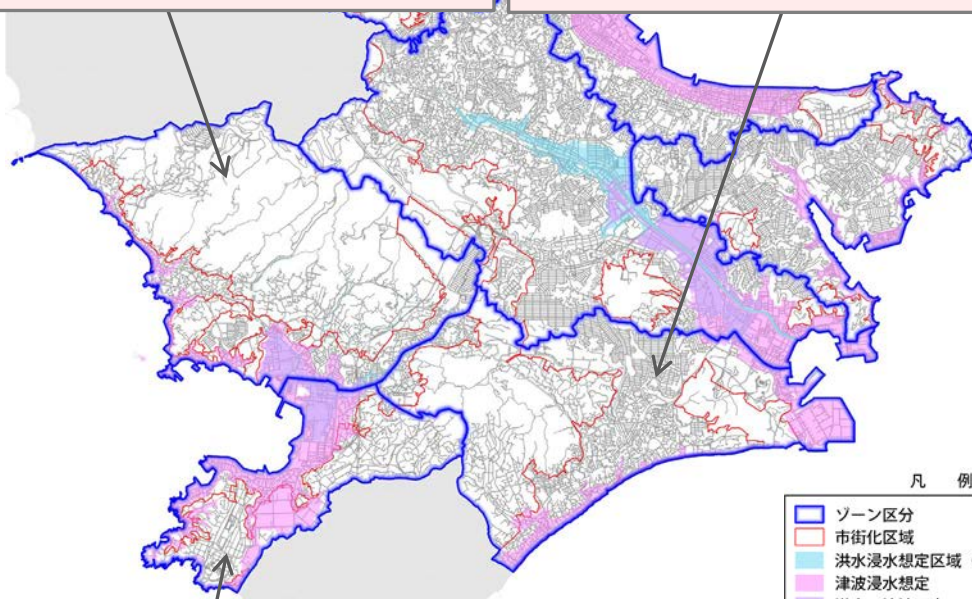 凡 例
ゾーン区分
市街化区域
洪水浸水想定区域
津波浸水想定